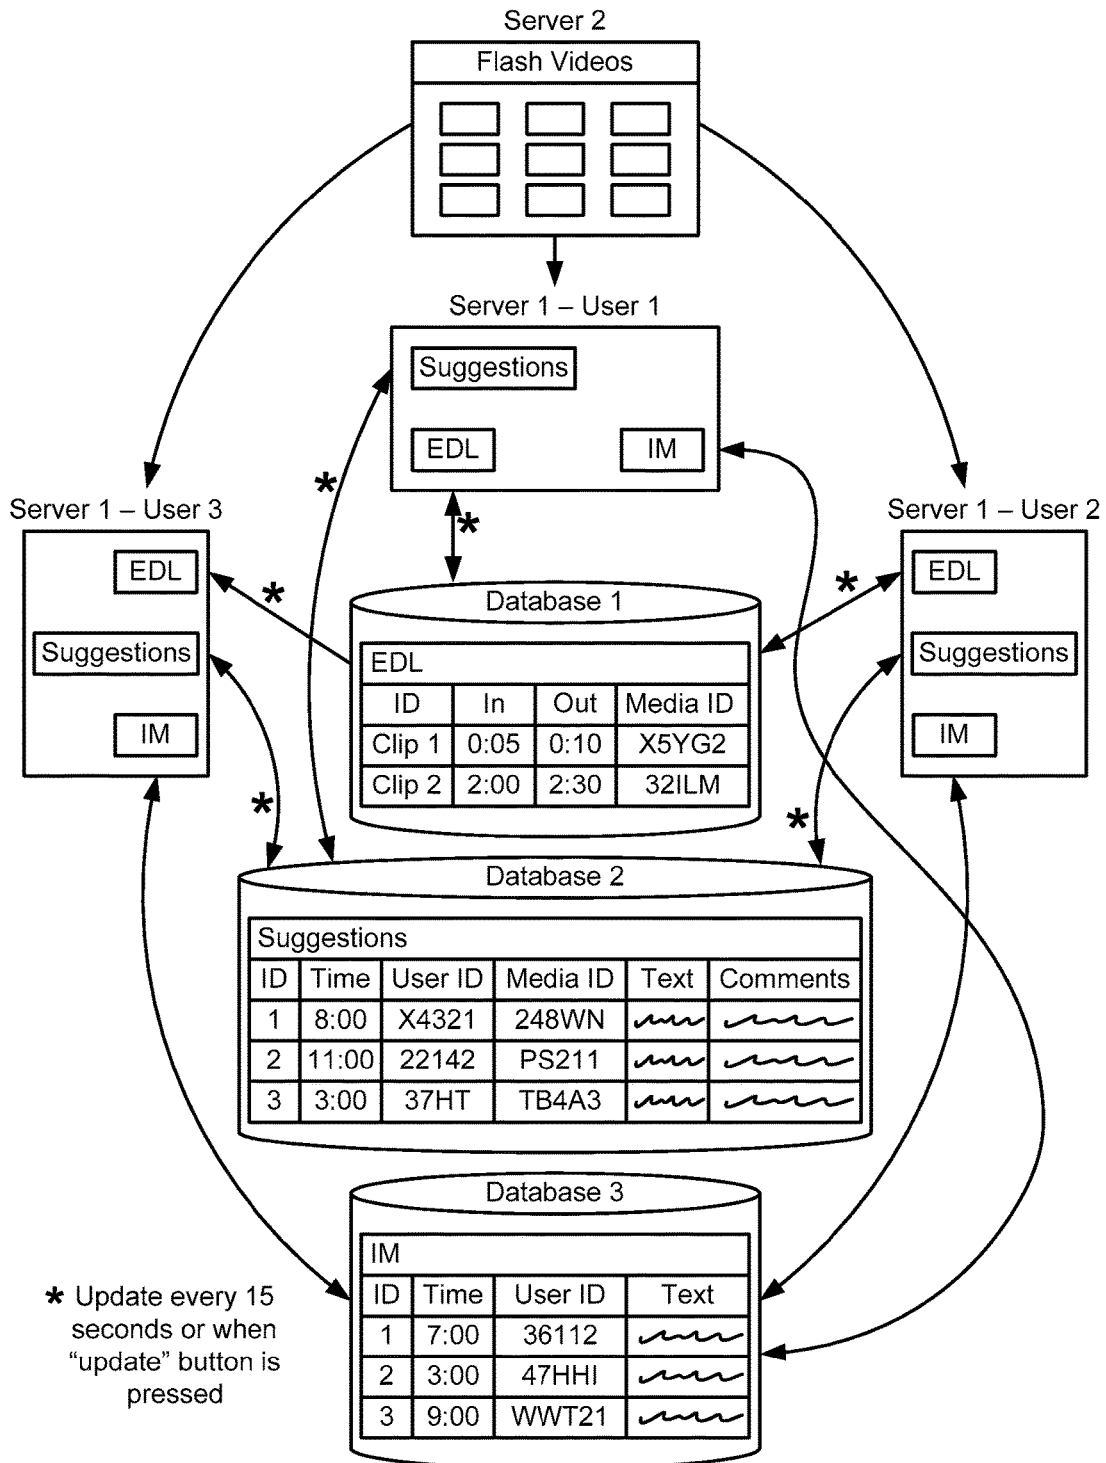 Server 2
Flash Videos
Server 1 – User 1
Suggestions
EDL
IM
*
*
Server 1 – User 3
EDL
Suggestions
IM
*
*
Server 1 – User 2
EDL
Suggestions
IM
*
*
Database 1
EDL
ID In Out Media ID
Clip 1 0:05 0:10 X5YG2
Clip 2 2:00 2:30 32ILM
Database 2
Suggestions
ID Time User ID Media ID Text Comments
1 8:00 X4321 248WN
2 11:00 22142 PS211
3 3:00 37HT TB4A3
Database 3
IM
ID Time User ID Text
1 7:00 36112
2 3:00 47HHI
3 9:00 WWT21
* Update every 15
seconds or when
“update” button is
pressed